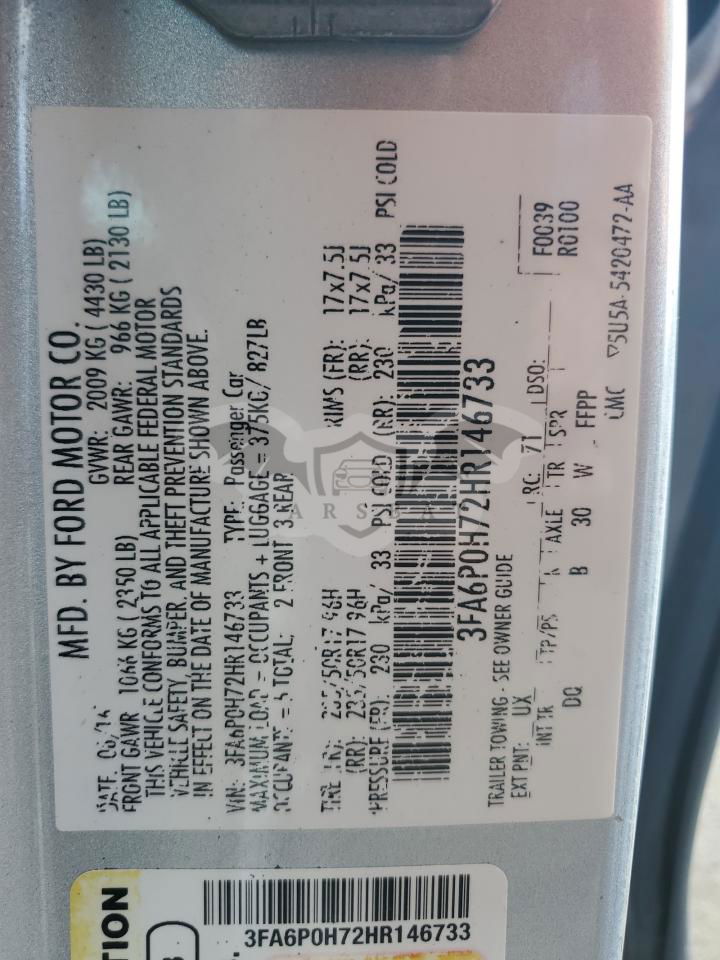 MFD. BY FORD MOTOR CO.
DATE: 06/16 GVWR: 2009 KG ( 4430 LB)
FRONT GAWR 1066 KG ( 2350 LB) REAR GAWR: 966 KG ( 2130 LB)
THIS VEHICLE CONFORMS TO ALL APPLICABLE FEDERAL MOTOR
VEHICLE SAFETY, BUMPER, AND THEFT PREVENTION STANDARDS
IN EFFECT ON THE DATE OF MANUFACTURE SHOWN ABOVE.
VIN: 3FA6P0H72HR146733 TYPE: Passenger Car
MAXIMUM LOAD = OCCUPANTS + LUGGAGE = 375KG/ 827LB
OCCUPANTS = 5 TOTAL: 2 FRONT 3 REAR
TIRE (FR): 235/50R17 96H RIMS (FR): 17x7.5J
(RR): 235/50R17 96H (RR): 17x7.5J
PRESSURE (FR): 230 kPa/ 33 PSI COLD (RR): 230 kPa/ 33 PSI COLD
3FA6P0H72HR146733
TRAILER TOWING - SEE OWNER GUIDE
EXT PNT: UX RC: 71 DSO: F0039
R0100
INT TR TP/PS AXLE TR SPR
DQ B 30 W FFPP
▽5U5A-5420472-AA
3FA6P0H72HR146733